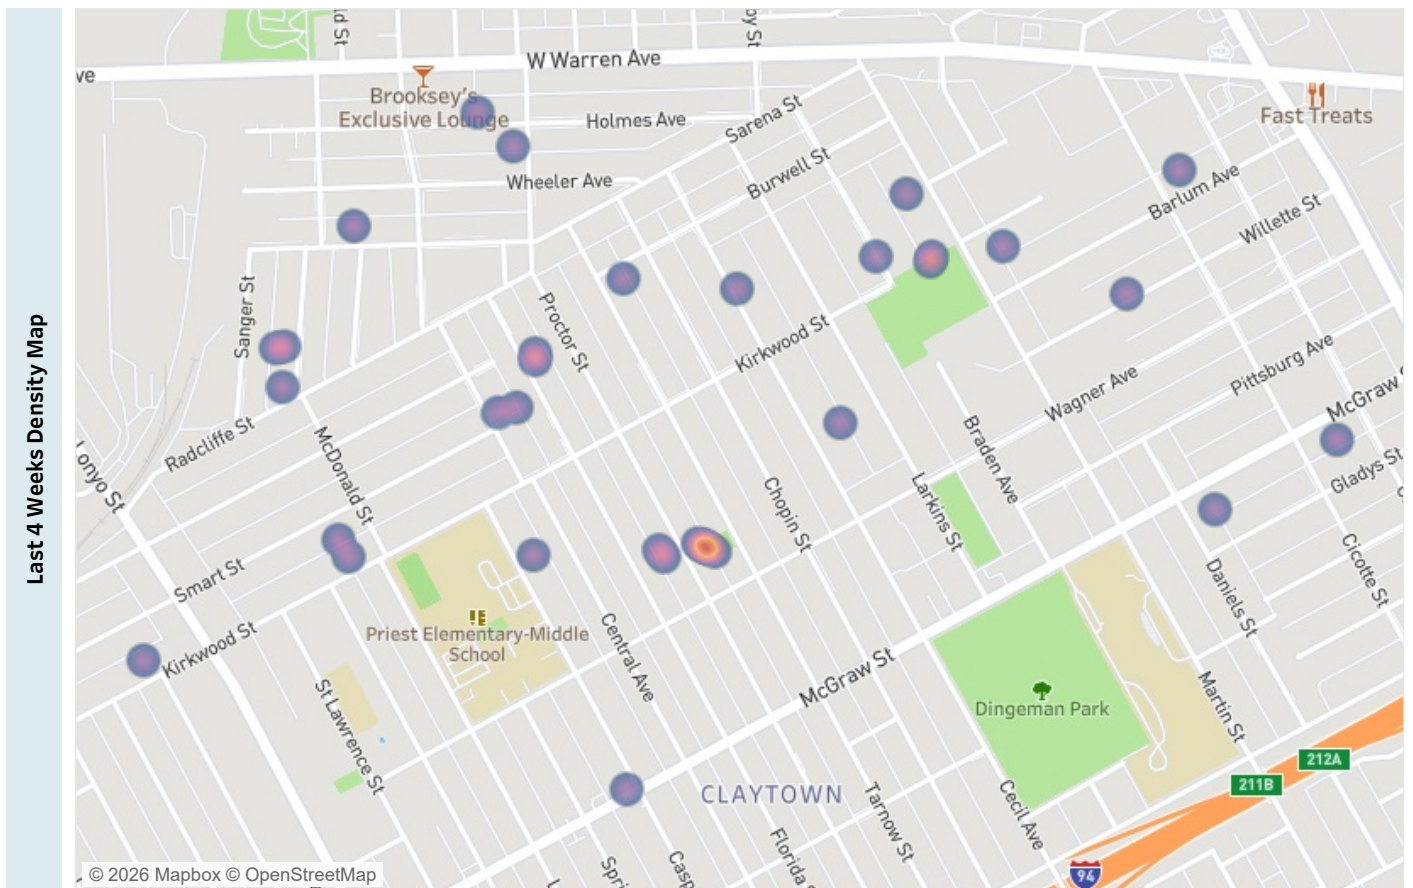 Last 4 Weeks Density Map
W Warren Ave
Brooksey's
Exclusive Lounge
Holmes Ave
Sarena St
Fast Treats
Wheeler Ave
Burwell St
Barlum Ave
Willette St
Sanger St
Proctor St
Kirkwood St
Pittsburg Ave
Wagner Ave
McGraw
Radcliffe St
McDonald St
Lonyo St
Braden Ave
Larkins St
Chopin St
Gladys St
Cicotte St
Daniels St
Smart St
Kirkwood St
Priest Elementary-Middle
School
Central Ave
St Lawrence St
McGraw St
Dingeman Park
Martin St
212A
211B
CLAYTOWN
Tarnow St
Cecil Ave
Florida
94
© 2026 Mapbox © OpenStreetMap